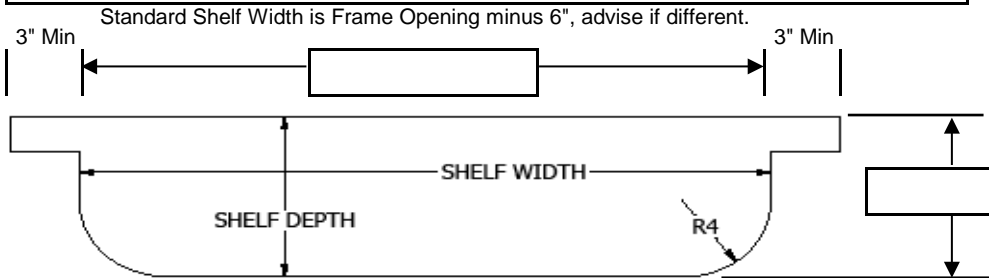 Standard Shelf Width is Frame Opening minus 6", advise if different.
3" Min
3" Min
SHELF WIDTH
SHELF DEPTH
R4